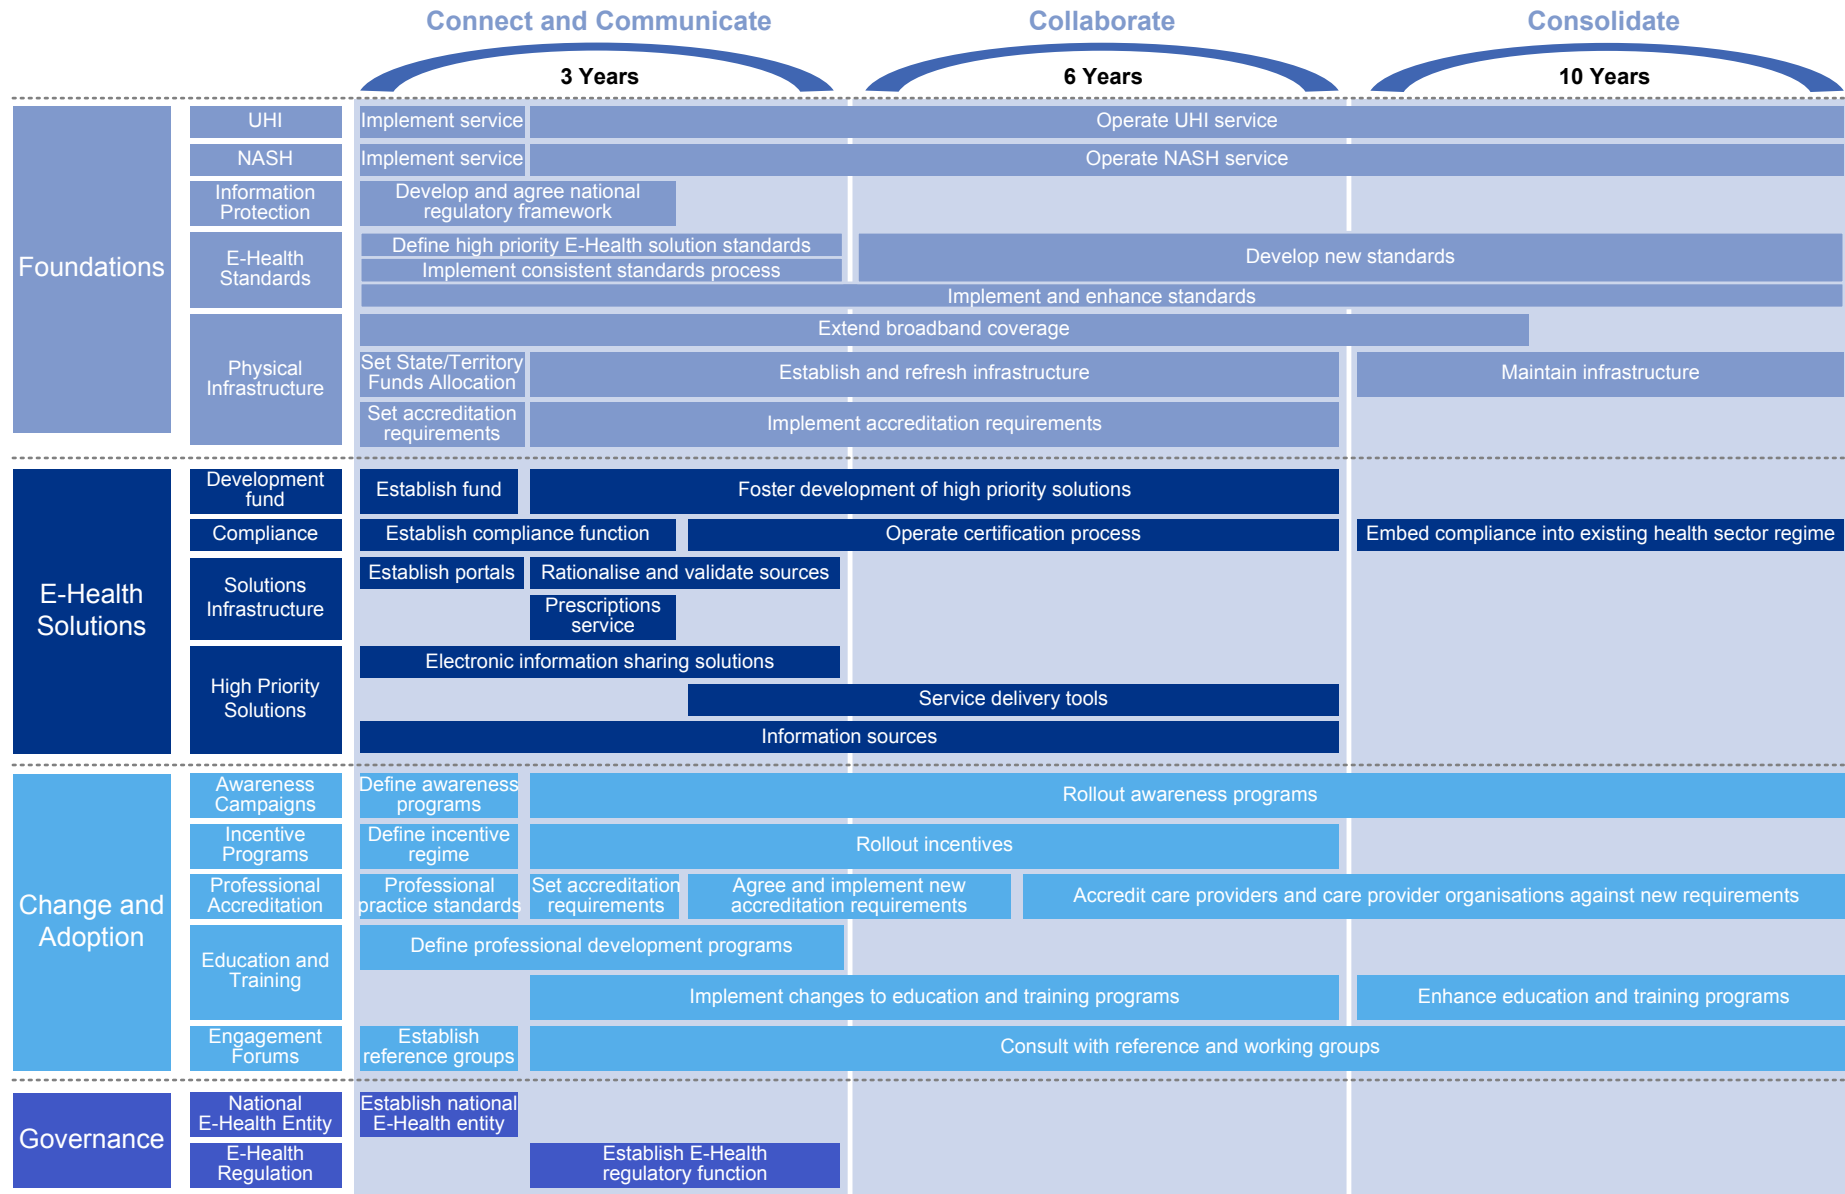 Connect and Communicate
Collaborate
Consolidate
3 Years
6 Years
10 Years
Foundations
UHI
Implement service
Operate UHI service
NASH
Implement service
Operate NASH service
Information
Protection
Develop and agree national
regulatory framework
E-Health
Standards
Define high priority E-Health solution standards
Implement consistent standards process
Develop new standards
Implement and enhance standards
Physical
Infrastructure
Extend broadband coverage
Set State/Territory
Funds Allocation
Establish and refresh infrastructure
Maintain infrastructure
Set accreditation
requirements
Implement accreditation requirements
E-Health
Solutions
Development
fund
Establish fund
Foster development of high priority solutions
Compliance
Establish compliance function
Operate certification process
Embed compliance into existing health sector regime
Solutions
Infrastructure
Establish portals
Rationalise and validate sources
Prescriptions
service
High Priority
Solutions
Electronic information sharing solutions
Service delivery tools
Information sources
Change and
Adoption
Awareness
Campaigns
Define awareness
programs
Rollout awareness programs
Incentive
Programs
Define incentive
regime
Rollout incentives
Professional
Accreditation
Professional
practice standards
Set accreditation
requirements
Agree and implement new
accreditation requirements
Accredit care providers and care provider organisations against new requirements
Education and
Training
Define professional development programs
Implement changes to education and training programs
Enhance education and training programs
Engagement
Forums
Establish
reference groups
Consult with reference and working groups
Governance
National
E-Health Entity
Establish national
E-Health entity
E-Health
Regulation
Establish E-Health
regulatory function